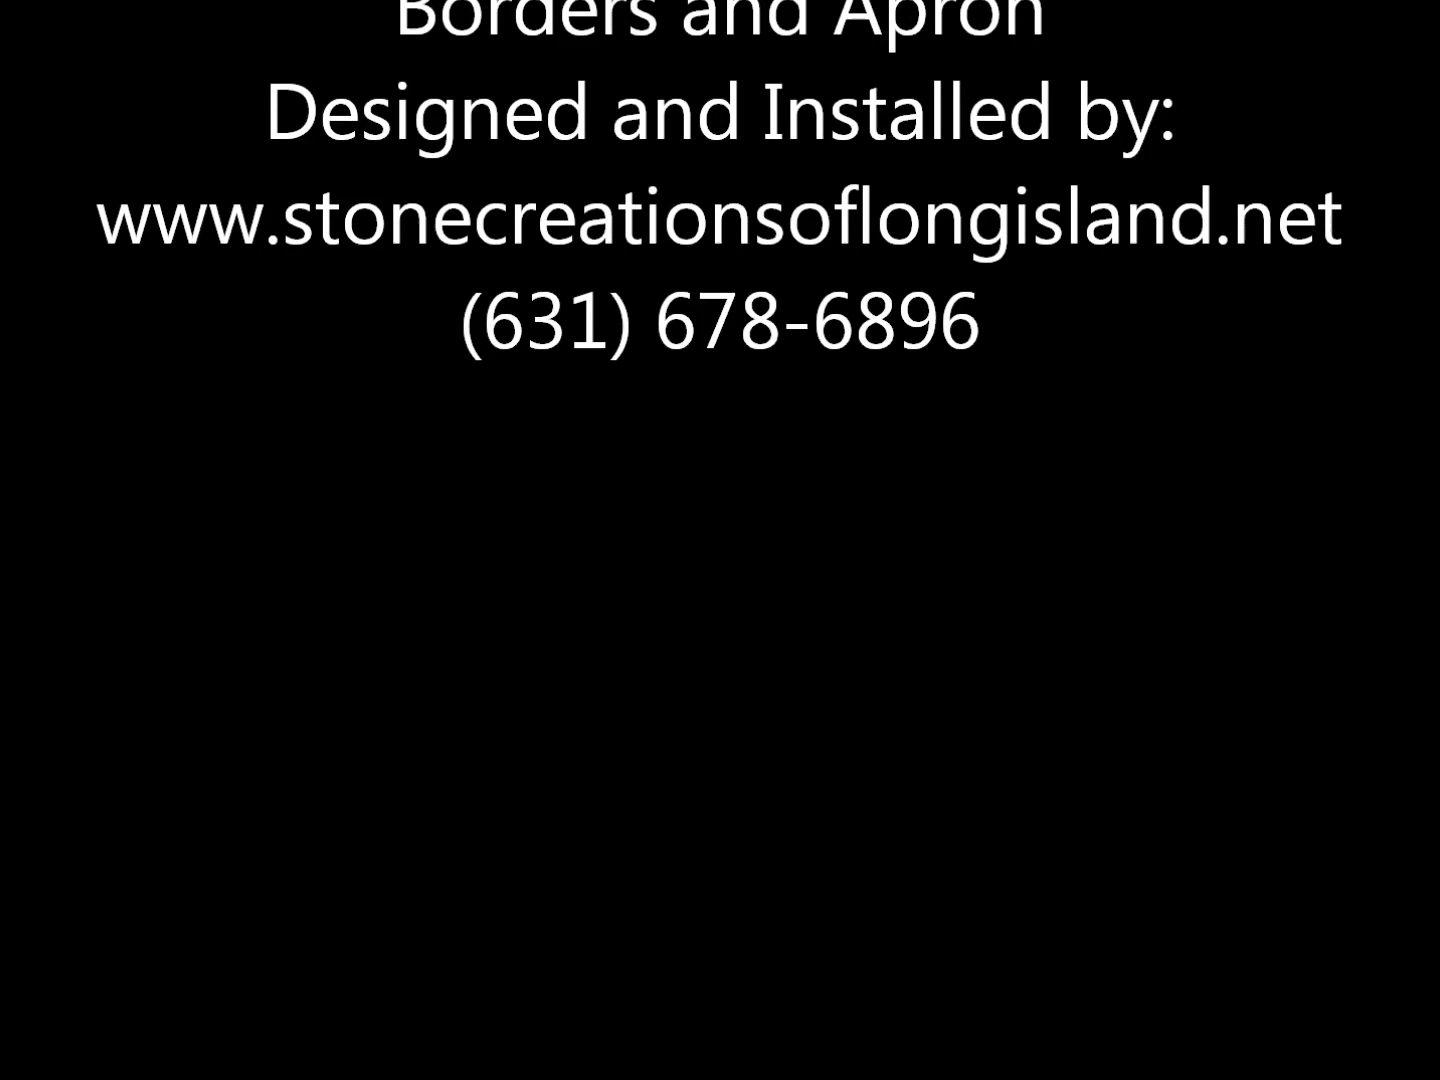 Borders and Apron
Designed and Installed by:
www.stonecreationsoflongisland.net
(631) 678-6896